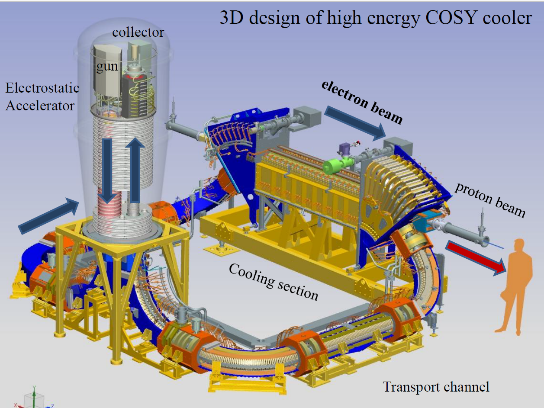 3D design of high energy COSY cooler
collector
gun
Electrostatic
Accelerator
electron beam
proton beam
Cooling section
Transport channel